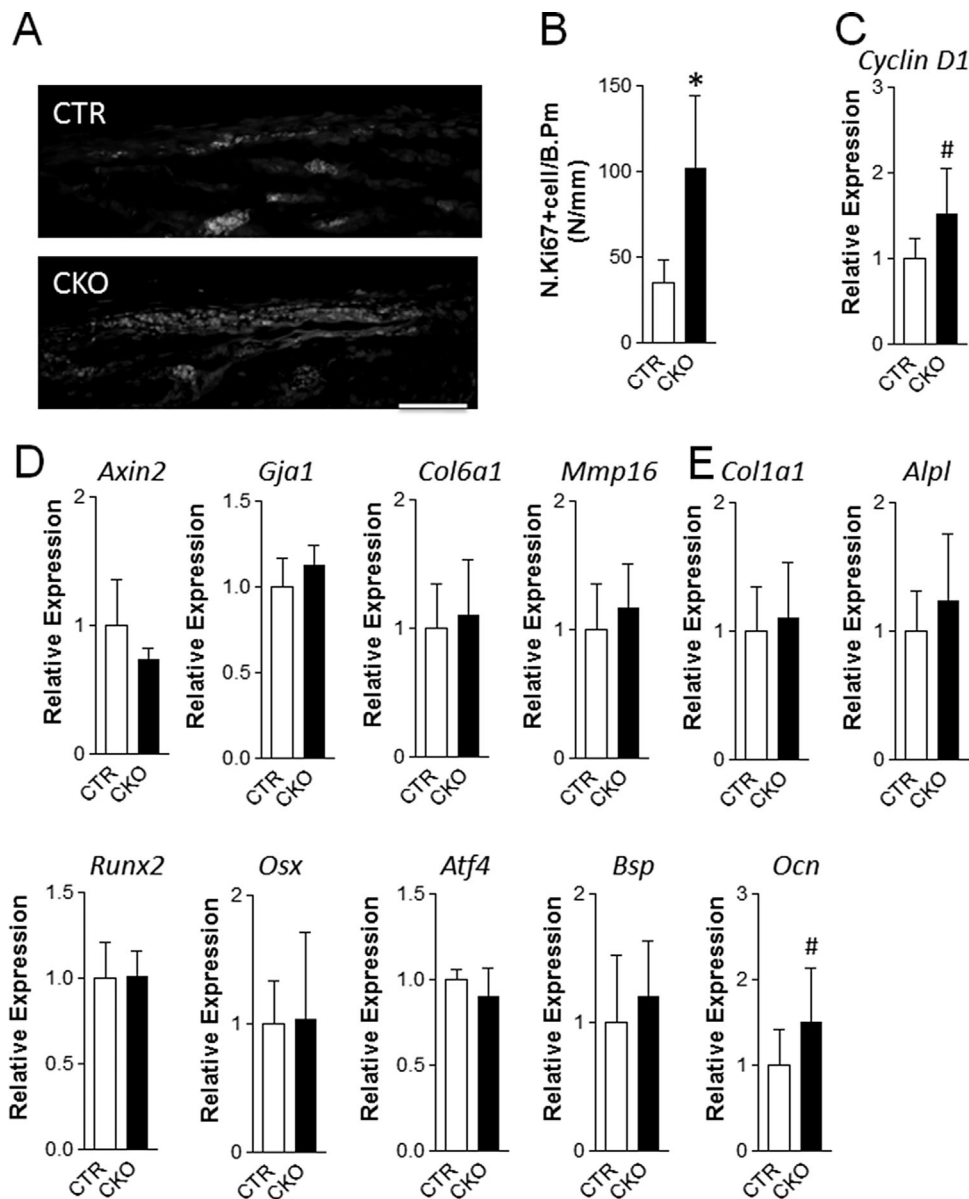 A
CTR
CKO
B
N.Ki67+cell/B.Pm
(N/mm)
150
100
50
0
*
CTR
CKO
C
Cyclin D1
Relative Expression
3
2
1
0
#
CTR
CKO
D
Axin2
Relative Expression
2
1
0
CTR
CKO
Gja1
Relative Expression
1.5
1.0
0.5
0.0
CTR
CKO
Col6a1
Relative Expression
2
1
0
CTR
CKO
Mmp16
Relative Expression
2
1
0
CTR
CKO
E
Col1a1
Relative Expression
2
1
0
CTR
CKO
Alpl
Relative Expression
2
1
0
CTR
CKO
Runx2
Relative Expression
1.5
1.0
0.5
0.0
CTR
CKO
Osx
Relative Expression
2
1
0
CTR
CKO
Atf4
Relative Expression
1.5
1.0
0.5
0.0
CTR
CKO
Bsp
Relative Expression
2
1
0
CTR
CKO
Ocn
Relative Expression
3
2
1
0
#
CTR
CKO